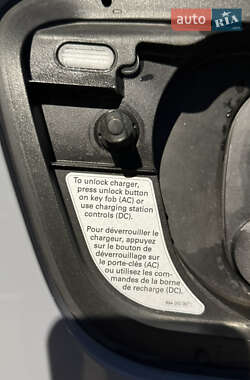 auto RIA
.com
To unlock charger,
press unlock button
on key fob (AC) or
use charging station
controls (DC).
Pour déverrouiller le
chargeur, appuyez
sur le bouton de
déverrouillage sur
le porte-clés (AC)
ou utilisez les com-
mandes de la borne
de recharge (DC).